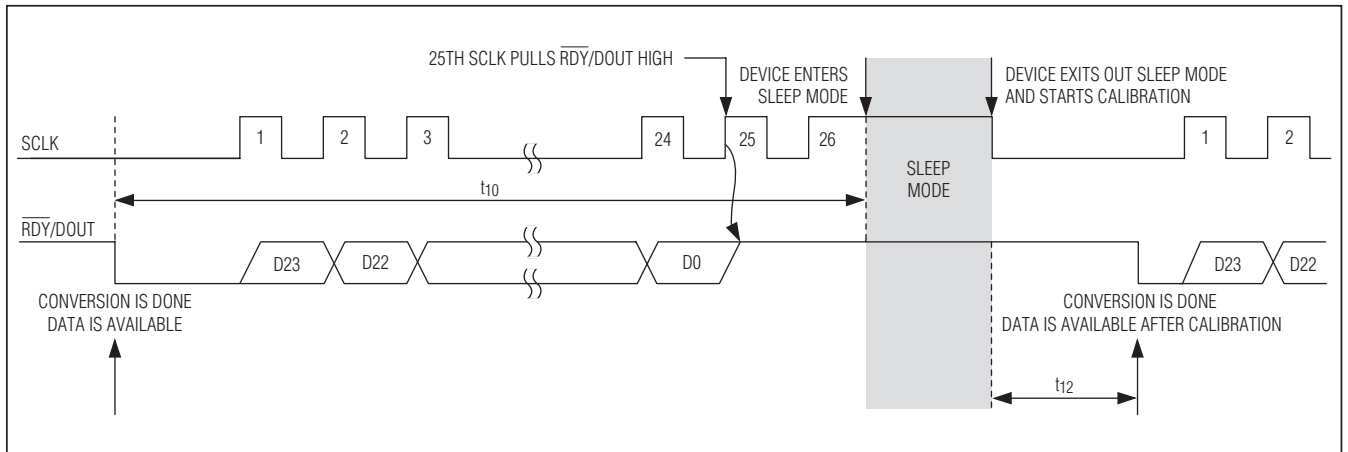 25TH SCLK PULLS RDY/DOUT HIGH
DEVICE ENTERS
SLEEP MODE
DEVICE EXITS OUT SLEEP MODE
AND STARTS CALIBRATION
SCLK
1
2
3
24
25
26
1
2
SLEEP
MODE
t10
RDY/DOUT
D23
D22
D0
D23
D22
CONVERSION IS DONE
DATA IS AVAILABLE
CONVERSION IS DONE
DATA IS AVAILABLE AFTER CALIBRATION
t12